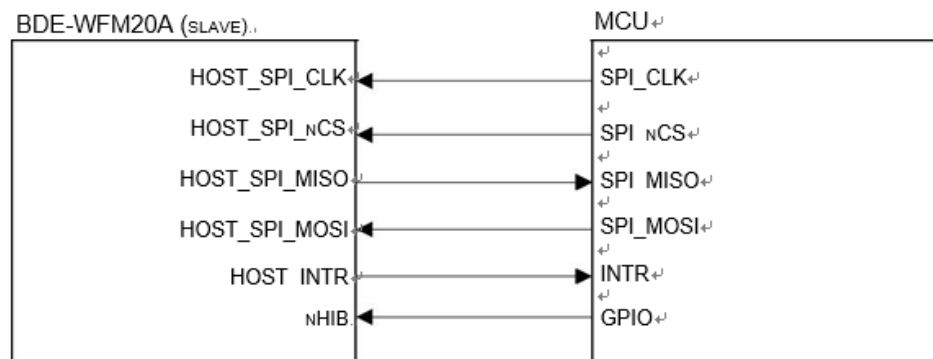 BDE-WFM20A (SLAVE)
MCU
HOST_SPI_CLK
SPI_CLK
HOST_SPI_NCS
SPI NCS
HOST_SPI_MISO
SPI MISO
HOST_SPI_MOSI
SPI_MOSI
HOST INTR
INTR
NHIB
GPIO